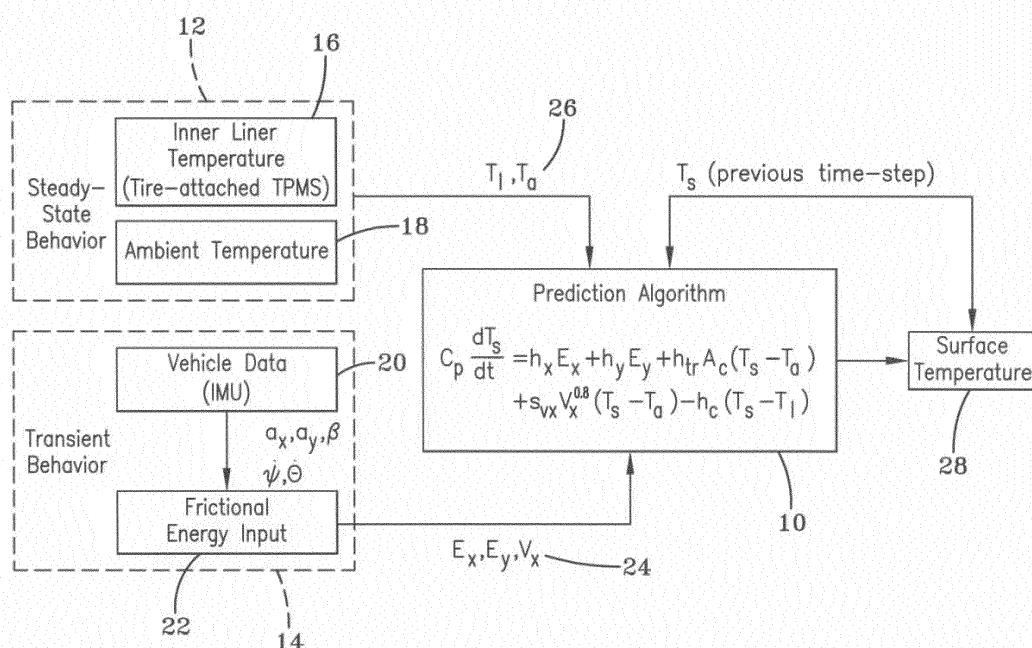 12
16
Inner Liner
Temperature
(Tire-attached TPMS)
Steady-
State
Behavior
Ambient Temperature
18
26
T_l, T_a
T_s (previous time-step)
Prediction Algorithm
C_p dT_s/dt = h_x E_x + h_y E_y + h_tr A_c (T_s − T_a)
+ s_vx V_x^0.8 (T_s − T_a) − h_c (T_s − T_l)
10
Surface
Temperature
28
Vehicle Data
(IMU)
20
Transient
Behavior
a_x, a_y, β
ψ̇, Θ̇
Frictional
Energy Input
22
14
E_x, E_y, V_x
24